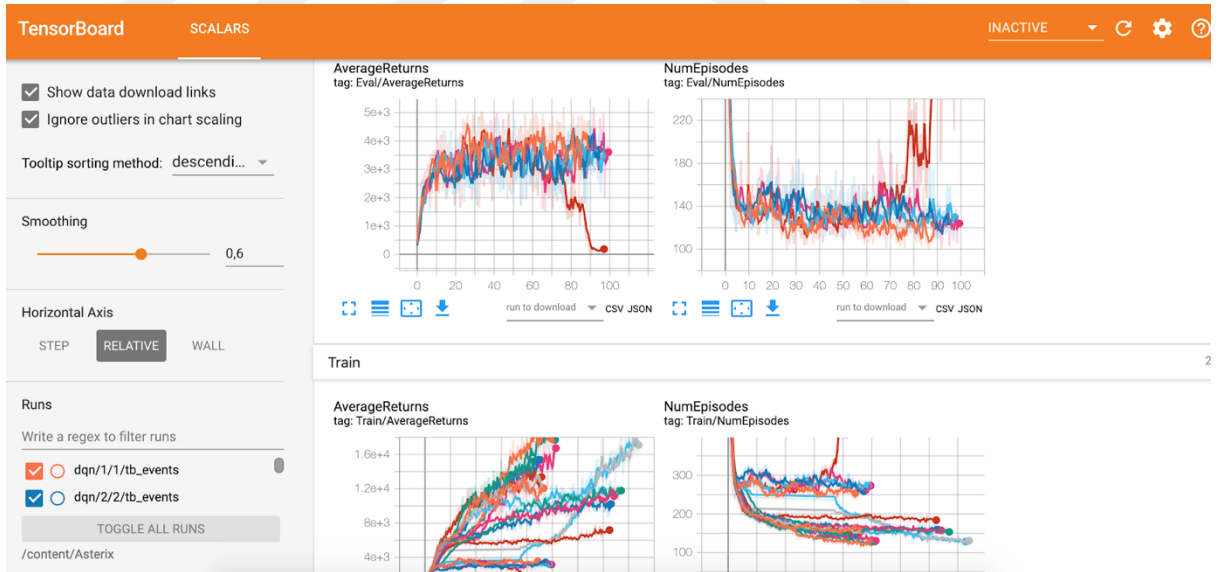 TensorBoard
SCALARS
INACTIVE
Show data download links
Ignore outliers in chart scaling
Tooltip sorting method: descendi...
Smoothing
0,6
Horizontal Axis
STEP RELATIVE WALL
Runs
Write a regex to filter runs
dqn/1/1/tb_events
dqn/2/2/tb_events
TOGGLE ALL RUNS
/content/Asterix
AverageReturns
tag: Eval/AverageReturns
5e+3
4e+3
3e+3
2e+3
1e+3
0
0 20 40 60 80 100
run to download CSV JSON
NumEpisodes
tag: Eval/NumEpisodes
220
180
140
100
0 10 20 30 40 50 60 70 80 90 100
run to download CSV JSON
Train
2
AverageReturns
tag: Train/AverageReturns
1.6e+4
1.2e+4
8e+3
4e+3
NumEpisodes
tag: Train/NumEpisodes
300
200
100